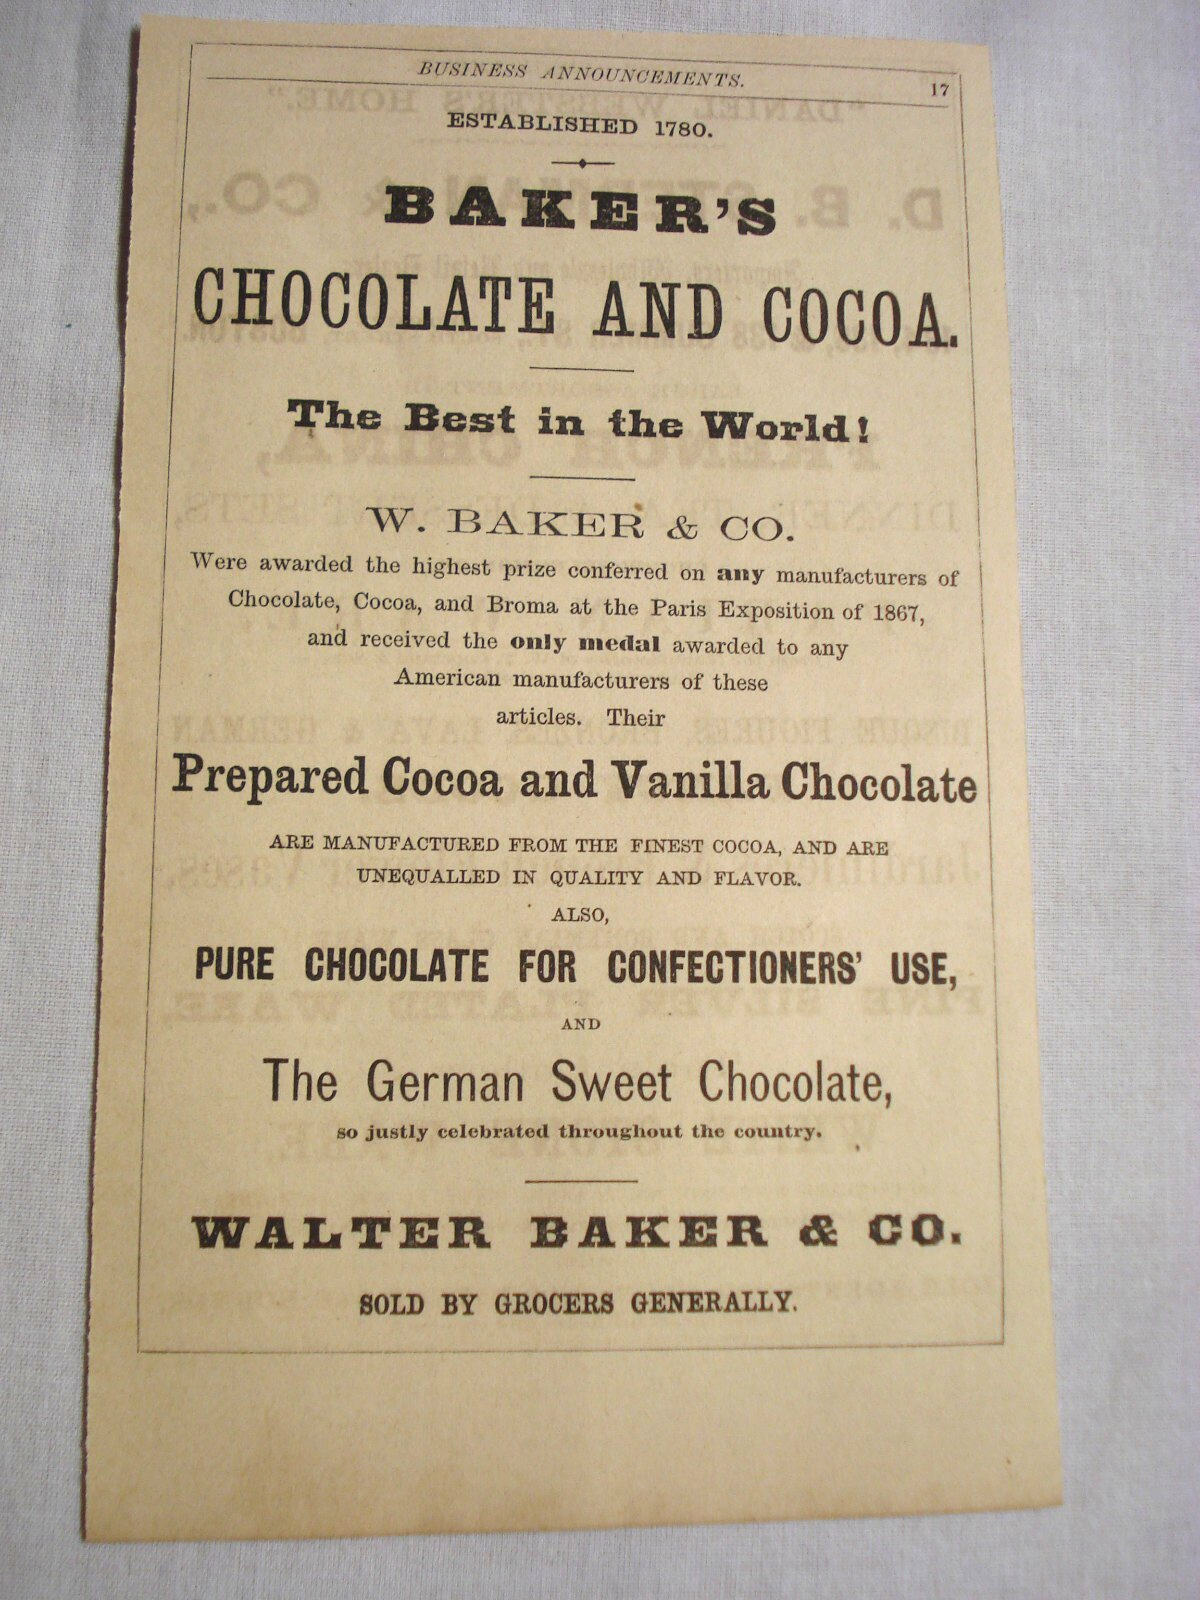 BUSINESS ANNOUNCEMENTS. 17
ESTABLISHED 1780.
BAKER'S
CHOCOLATE AND COCOA.
The Best in the World!
W. BAKER & CO.
Were awarded the highest prize conferred on any manufacturers of
Chocolate, Cocoa, and Broma at the Paris Exposition of 1867,
and received the only medal awarded to any
American manufacturers of these
articles. Their
Prepared Cocoa and Vanilla Chocolate
ARE MANUFACTURED FROM THE FINEST COCOA, AND ARE
UNEQUALLED IN QUALITY AND FLAVOR.
ALSO,
PURE CHOCOLATE FOR CONFECTIONERS' USE,
AND
The German Sweet Chocolate,
so justly celebrated throughout the country.
WALTER BAKER & CO.
SOLD BY GROCERS GENERALLY.